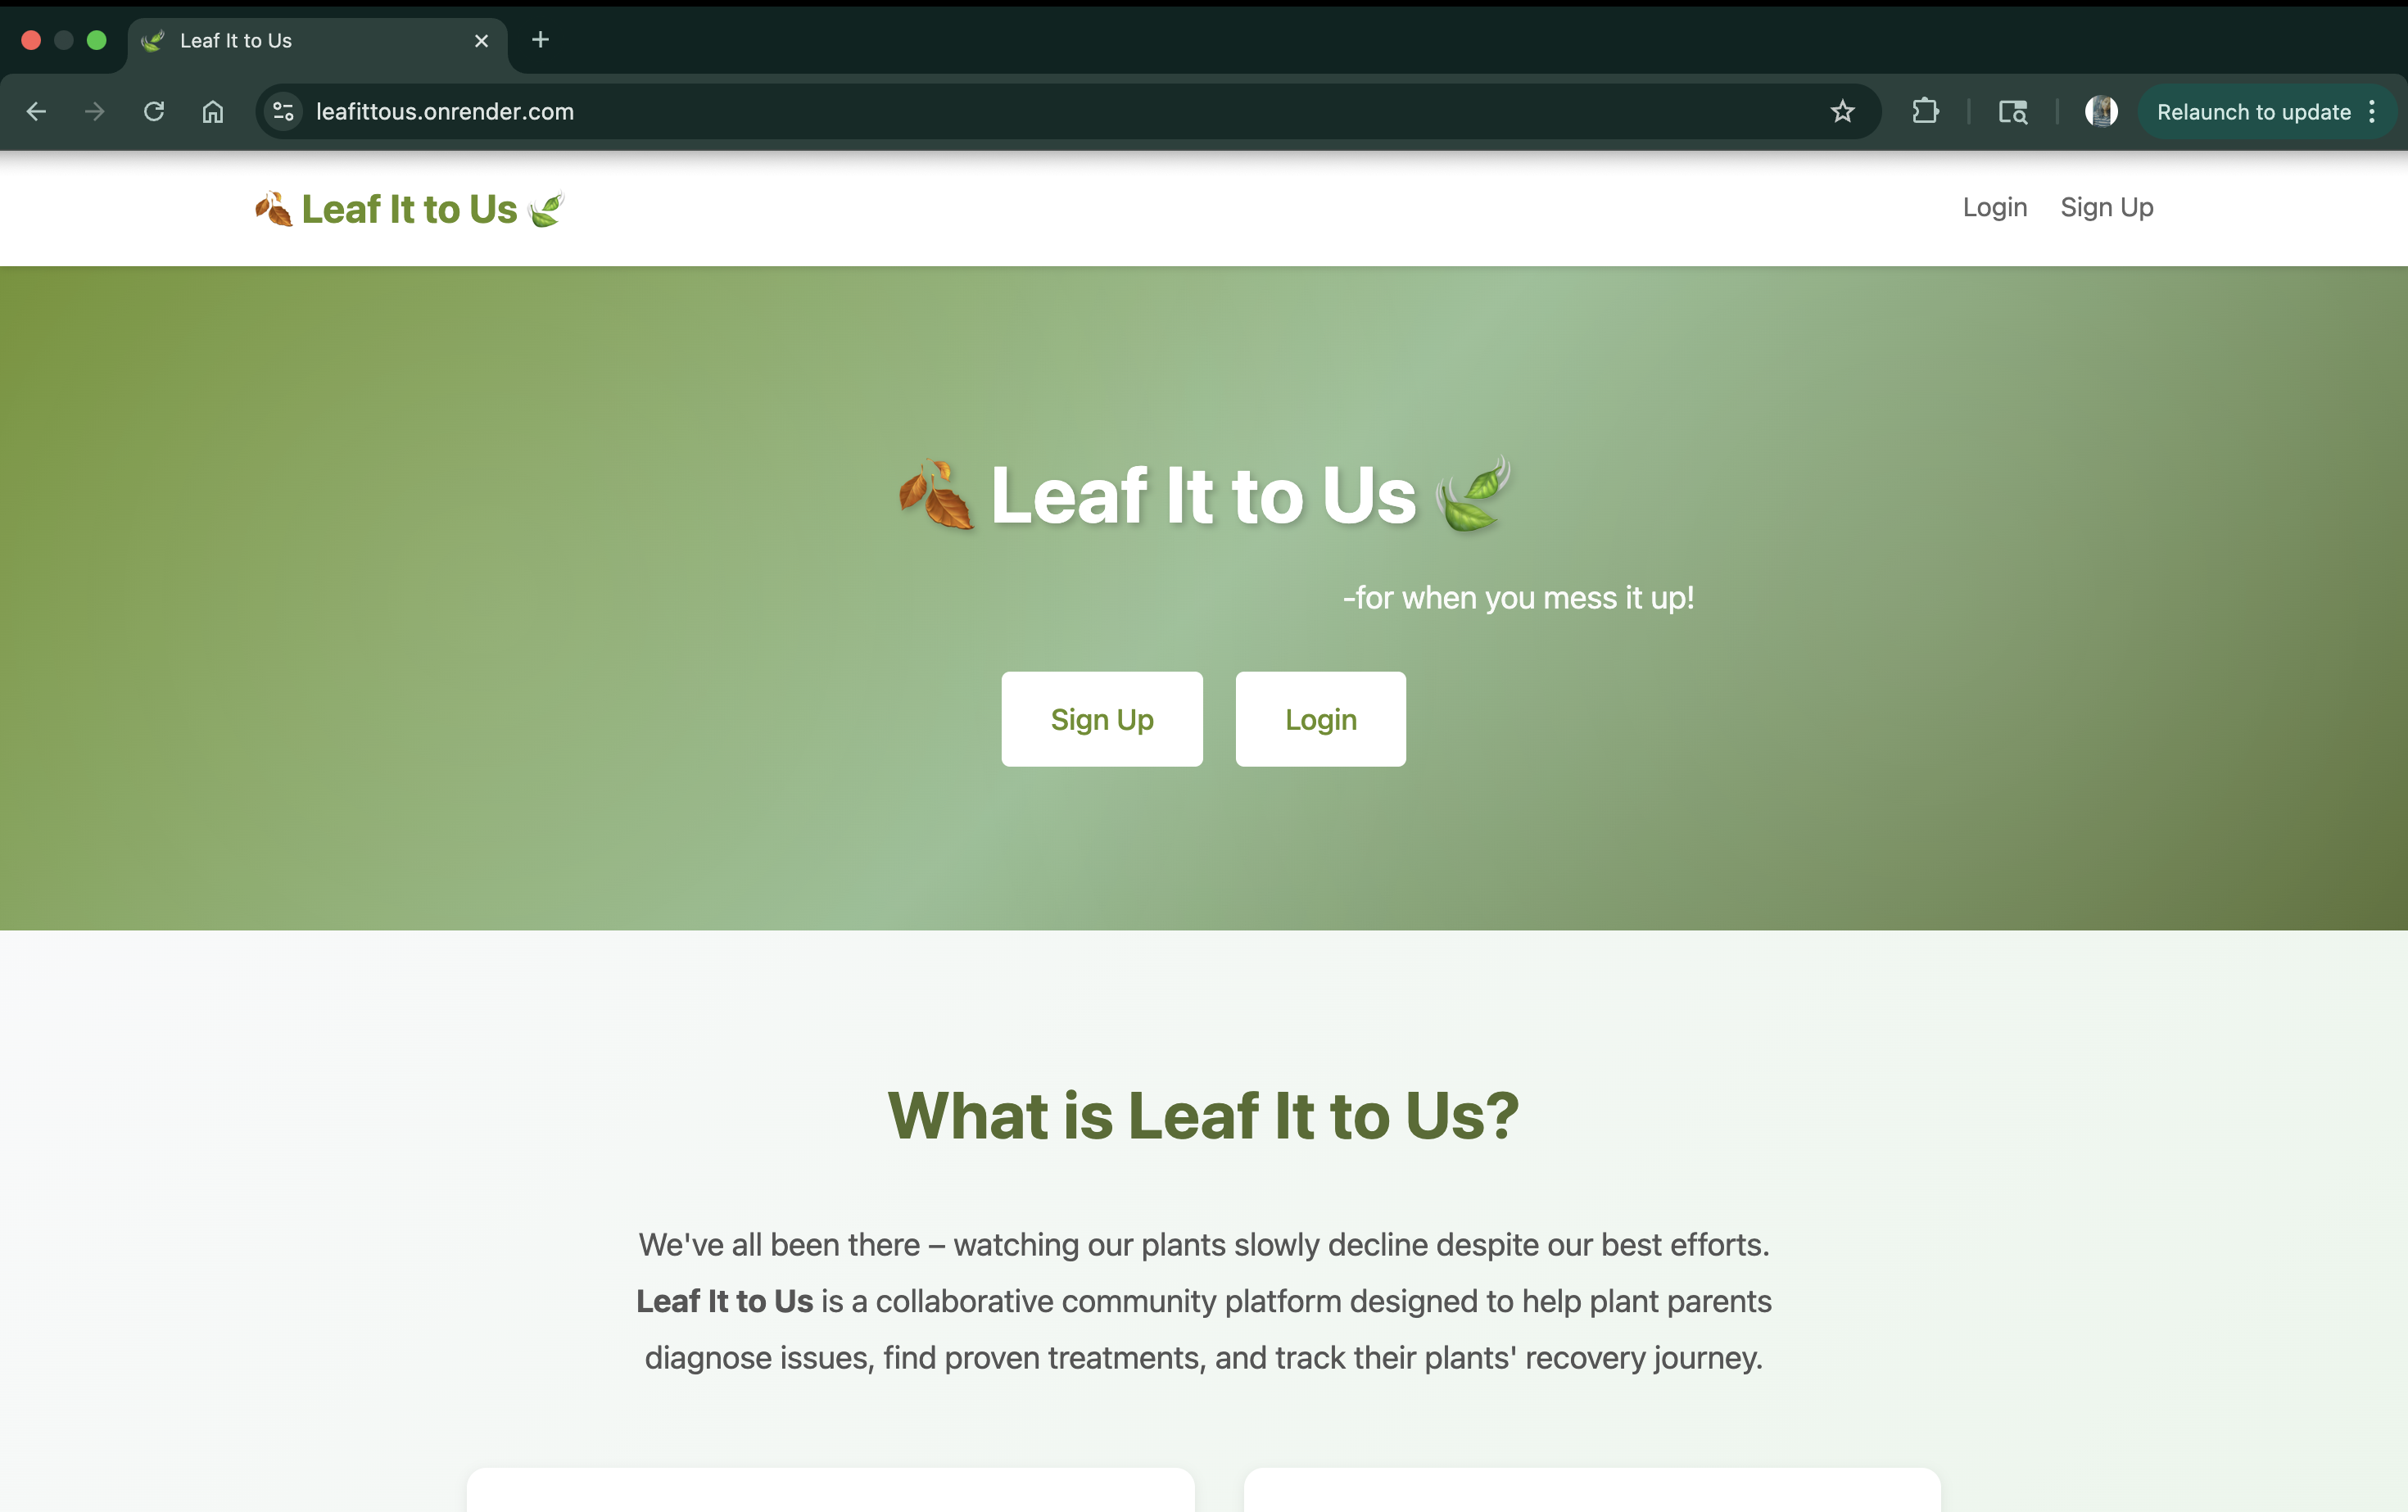 Leaf It to Us
leafittous.onrender.com
Relaunch to update
Leaf It to Us
Login
Sign Up
Leaf It to Us
-for when you mess it up!
Sign Up
Login
What is Leaf It to Us?
We've all been there – watching our plants slowly decline despite our best efforts.
Leaf It to Us is a collaborative community platform designed to help plant parents
diagnose issues, find proven treatments, and track their plants' recovery journey.